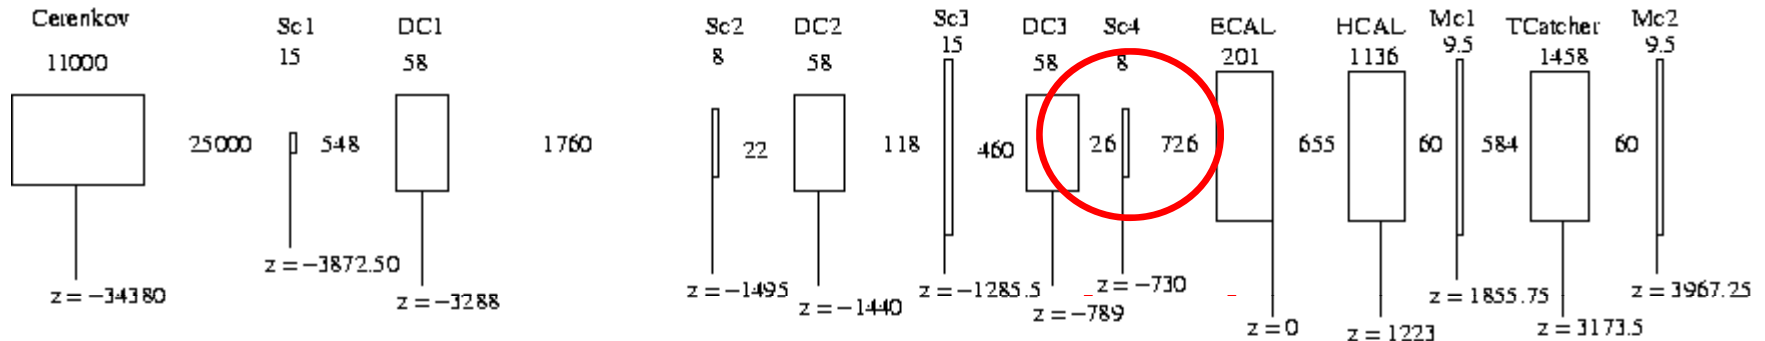 Cerenkov Sc1 DC1 Sc2 DC2 Sc3 DC3 Sc4 ECAL HCAL Mc1 TCatcher Mc2
11000 15 58 8 58 15 58 8 201 1136 9.5 1458 9.5
25000 548 1760 22 118 460 26 726 655 60 584 60
z = -34380
z = -3872.50
z = -3288
z = -1495
z = -1440
z = -1285.5
z = -789
z = -730
z = 0
z = 1223
z = 1855.75
z = 3173.5
z = 3967.25